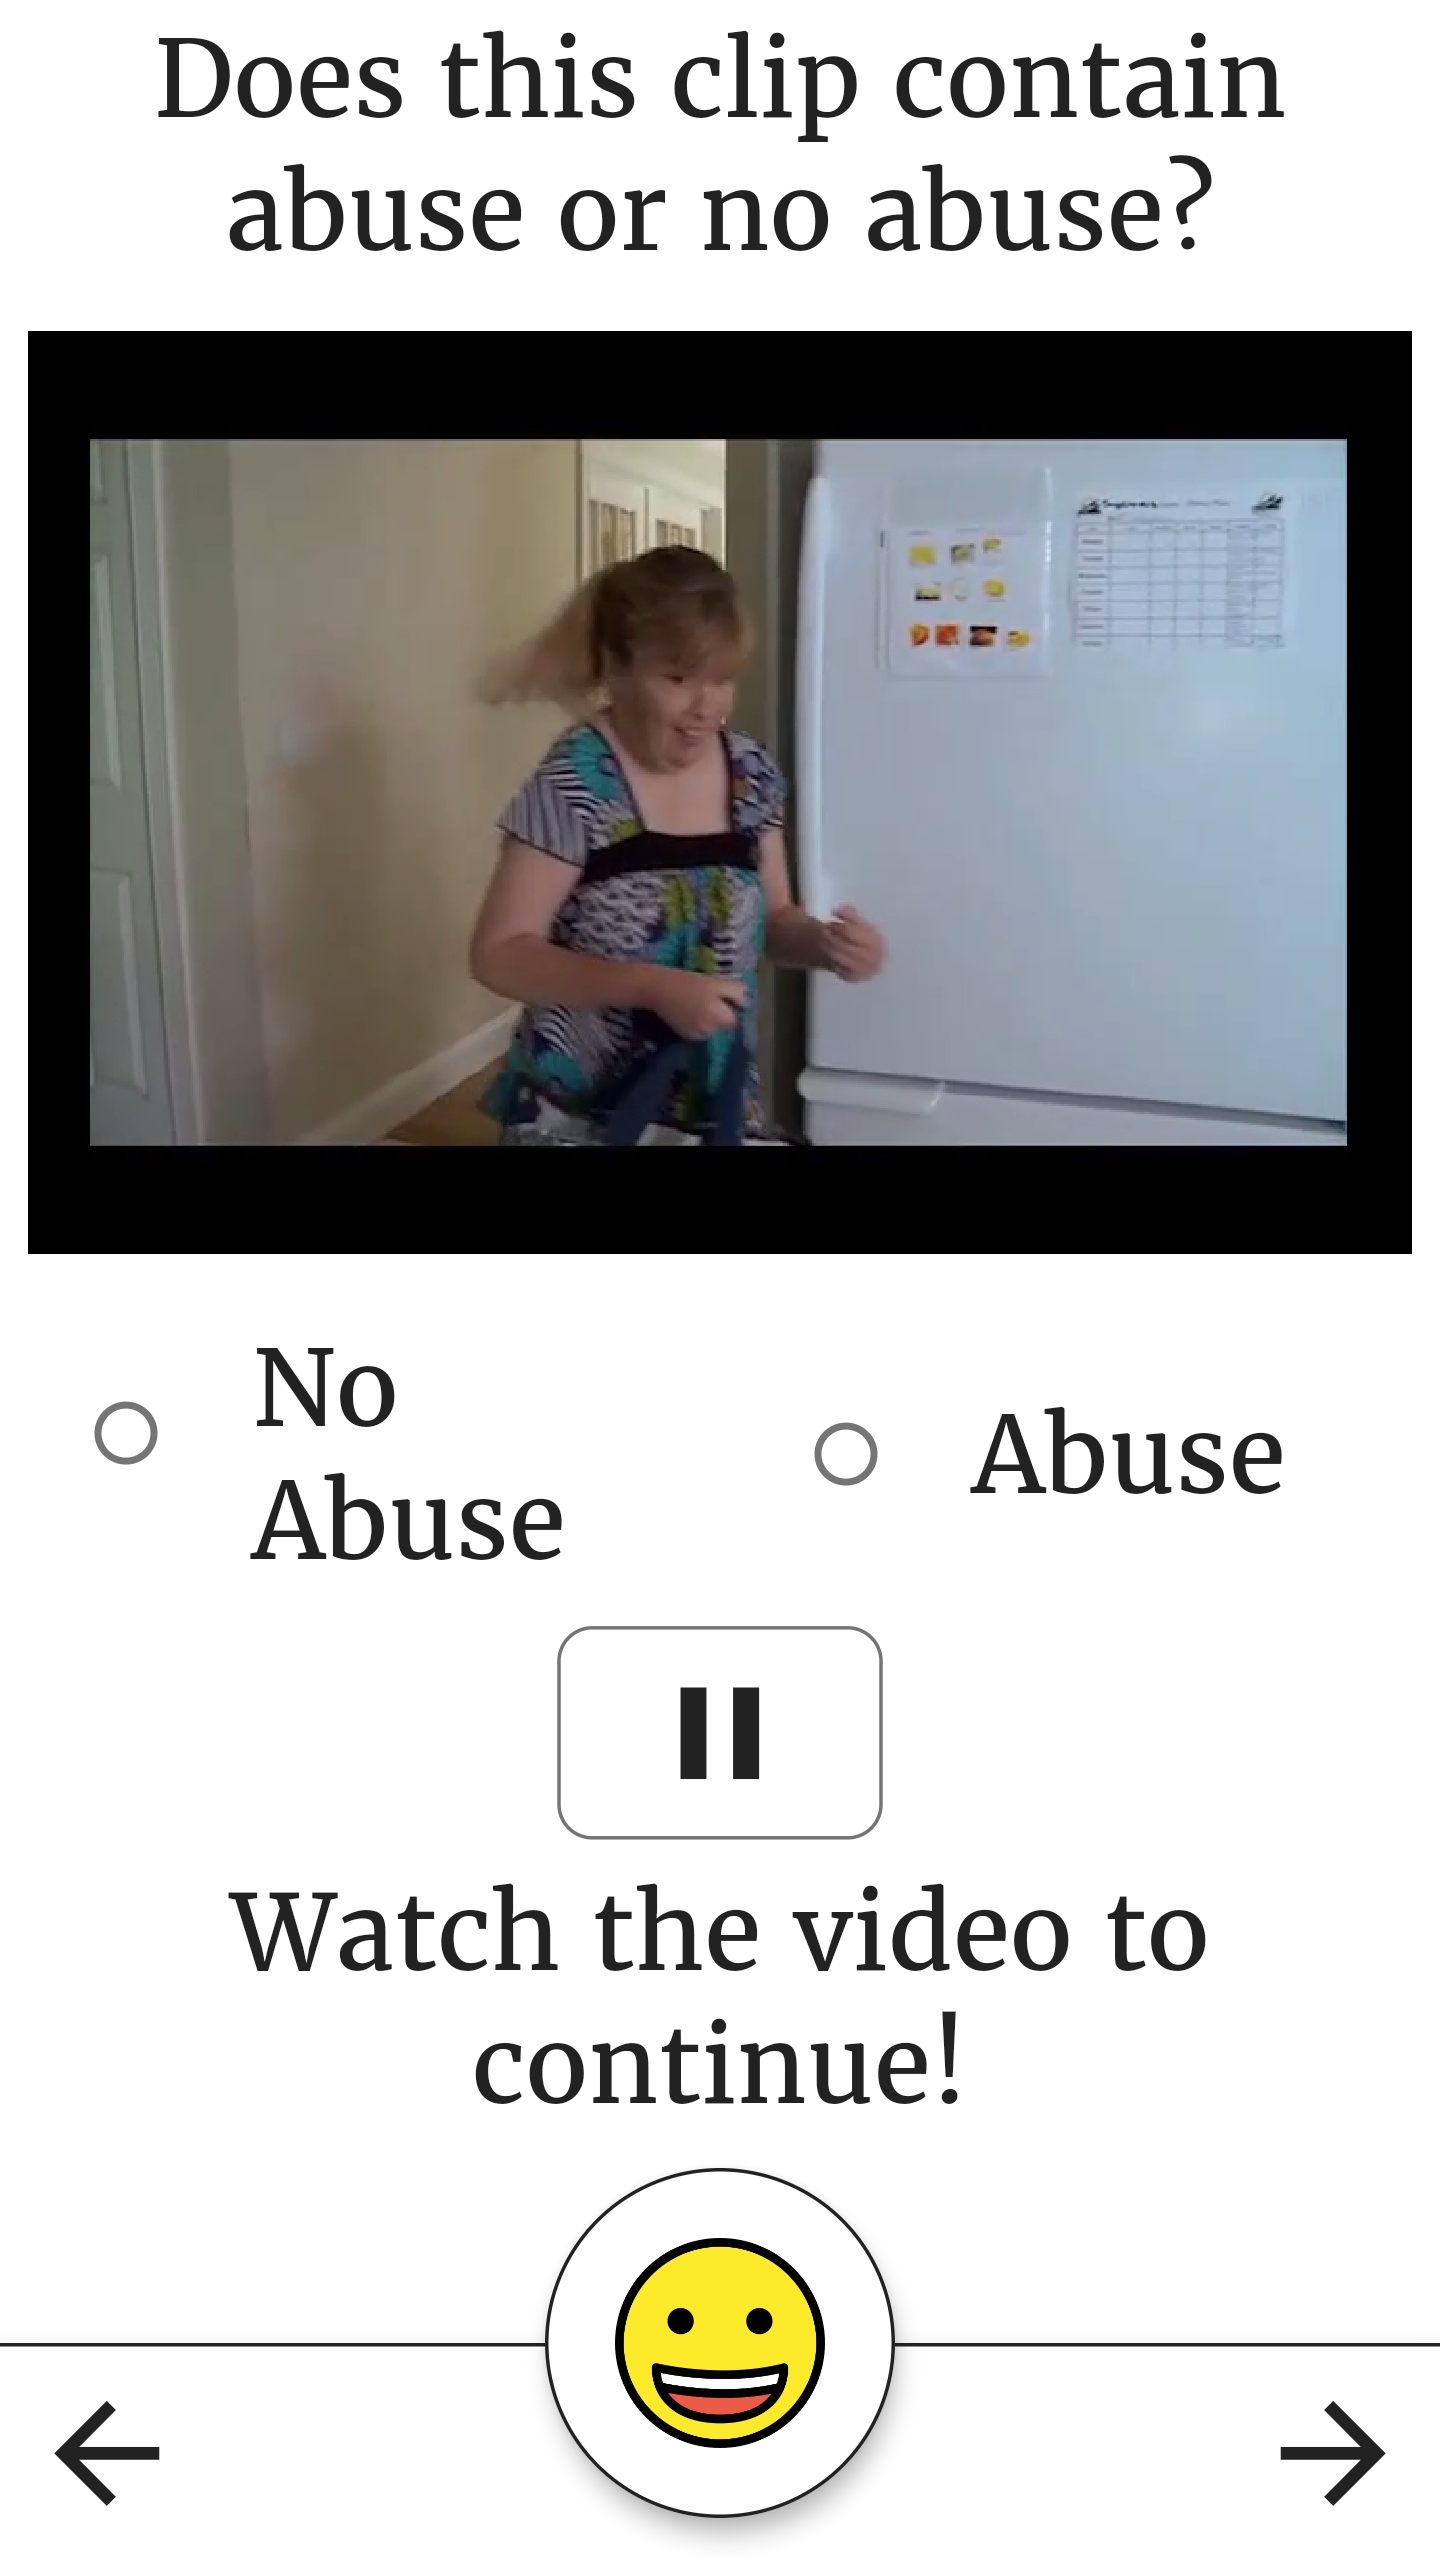 Does this clip contain
abuse or no abuse?
No
Abuse
Abuse
Watch the video to
continue!